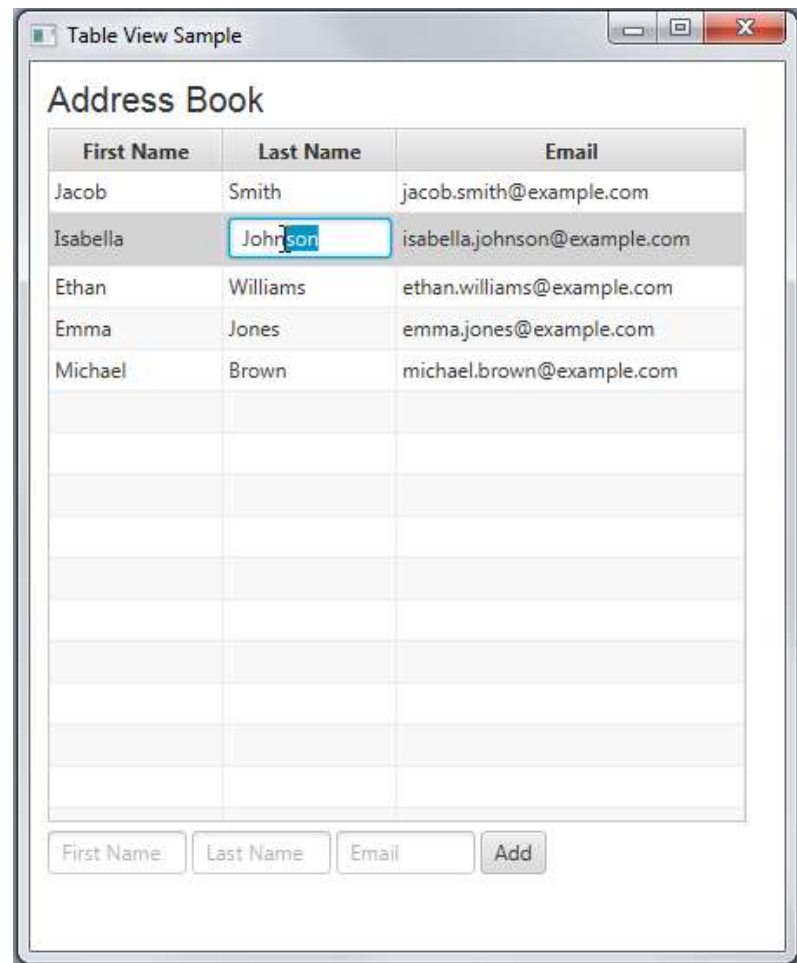 Table View Sample
Address Book
First Name Last Name Email
Jacob Smith jacob.smith@example.com
Isabella Johnson isabella.johnson@example.com
Ethan Williams ethan.williams@example.com
Emma Jones emma.jones@example.com
Michael Brown michael.brown@example.com
First Name Last Name Email Add